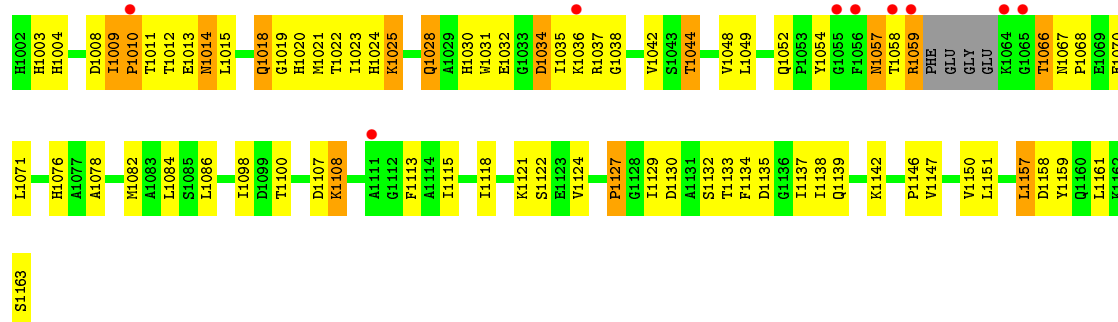 H1002 H1003 H1004 D1008 I1009 P1010 T1011 T1012 E1013 N1014 L1015 Q1018 G1019 H1020 M1021 T1022 I1023 H1024 K1025 Q1028 A1029 H1030 W1031 E1032 G1033 D1034 I1035 K1036 R1037 G1038 V1042 S1043 T1044 V1048 L1049 Q1052 P1053 Y1054 G1055 F1056 N1057 T1058 R1059 PHE GLU GLY GLU K1064 G1065 T1066 N1067 P1068 E1069
L1071 H1076 A1077 A1078 M1082 A1083 L1084 S1085 L1086 I1098 D1099 T1100 D1107 K1108 A1111 G1112 F1113 A1114 I1115 I1118 K1121 S1122 E1123 V1124 P1127 G1128 I1129 D1130 A1131 S1132 T1133 F1134 D1135 G1136 I1137 I1138 Q1139 K1142 P1146 V1147 V1150 L1151 L1157 D1158 Y1159 Q1160 L1161
S1163